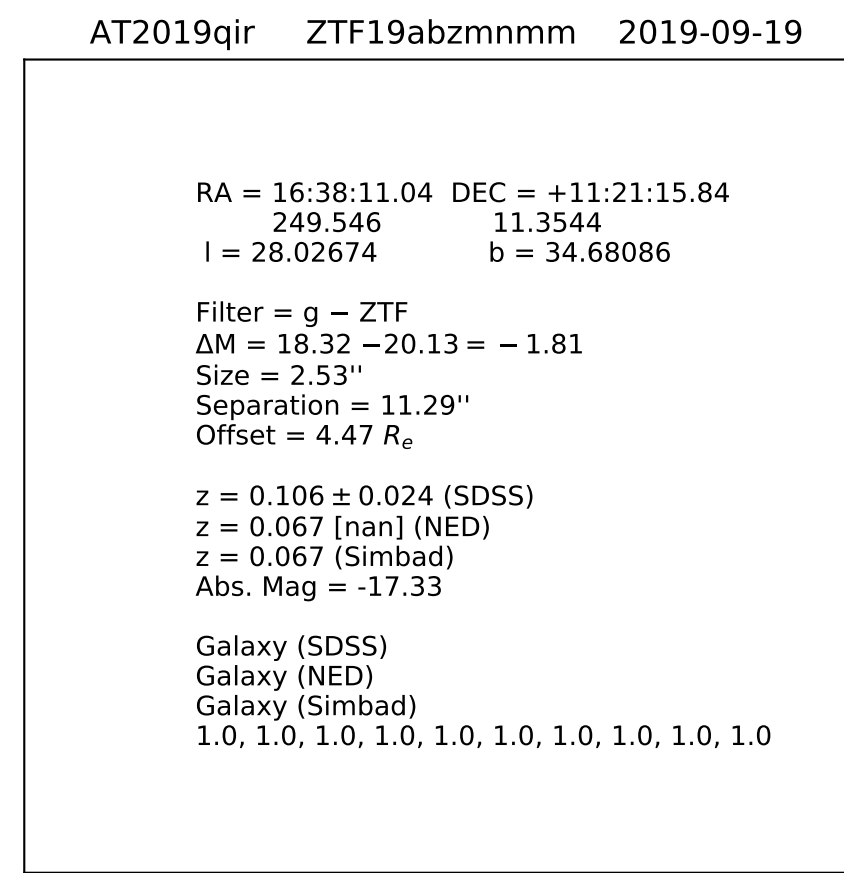 AT2019qir ZTF19abzmnmm 2019-09-19
RA = 16:38:11.04 DEC = +11:21:15.84
249.546 11.3544
l = 28.02674 b = 34.68086
Filter = g − ZTF
ΔM = 18.32 −20.13 = − 1.81
Size = 2.53''
Separation = 11.29''
Offset = 4.47 Rₑ
z = 0.106 ± 0.024 (SDSS)
z = 0.067 [nan] (NED)
z = 0.067 (Simbad)
Abs. Mag = -17.33
Galaxy (SDSS)
Galaxy (NED)
Galaxy (Simbad)
1.0, 1.0, 1.0, 1.0, 1.0, 1.0, 1.0, 1.0, 1.0, 1.0